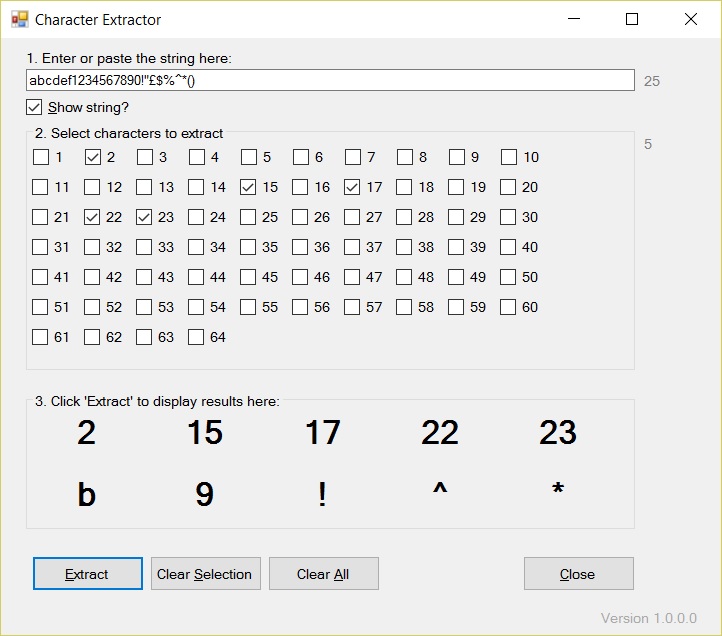 Character Extractor
1. Enter or paste the string here:
abcdef1234567890!"£$%^*() 25
Show string?
2. Select characters to extract 5
1 2 3 4 5 6 7 8 9 10
11 12 13 14 15 16 17 18 19 20
21 22 23 24 25 26 27 28 29 30
31 32 33 34 35 36 37 38 39 40
41 42 43 44 45 46 47 48 49 50
51 52 53 54 55 56 57 58 59 60
61 62 63 64
3. Click 'Extract' to display results here:
2 15 17 22 23
b 9 ! ^ *
Extract Clear Selection Clear All Close
Version 1.0.0.0